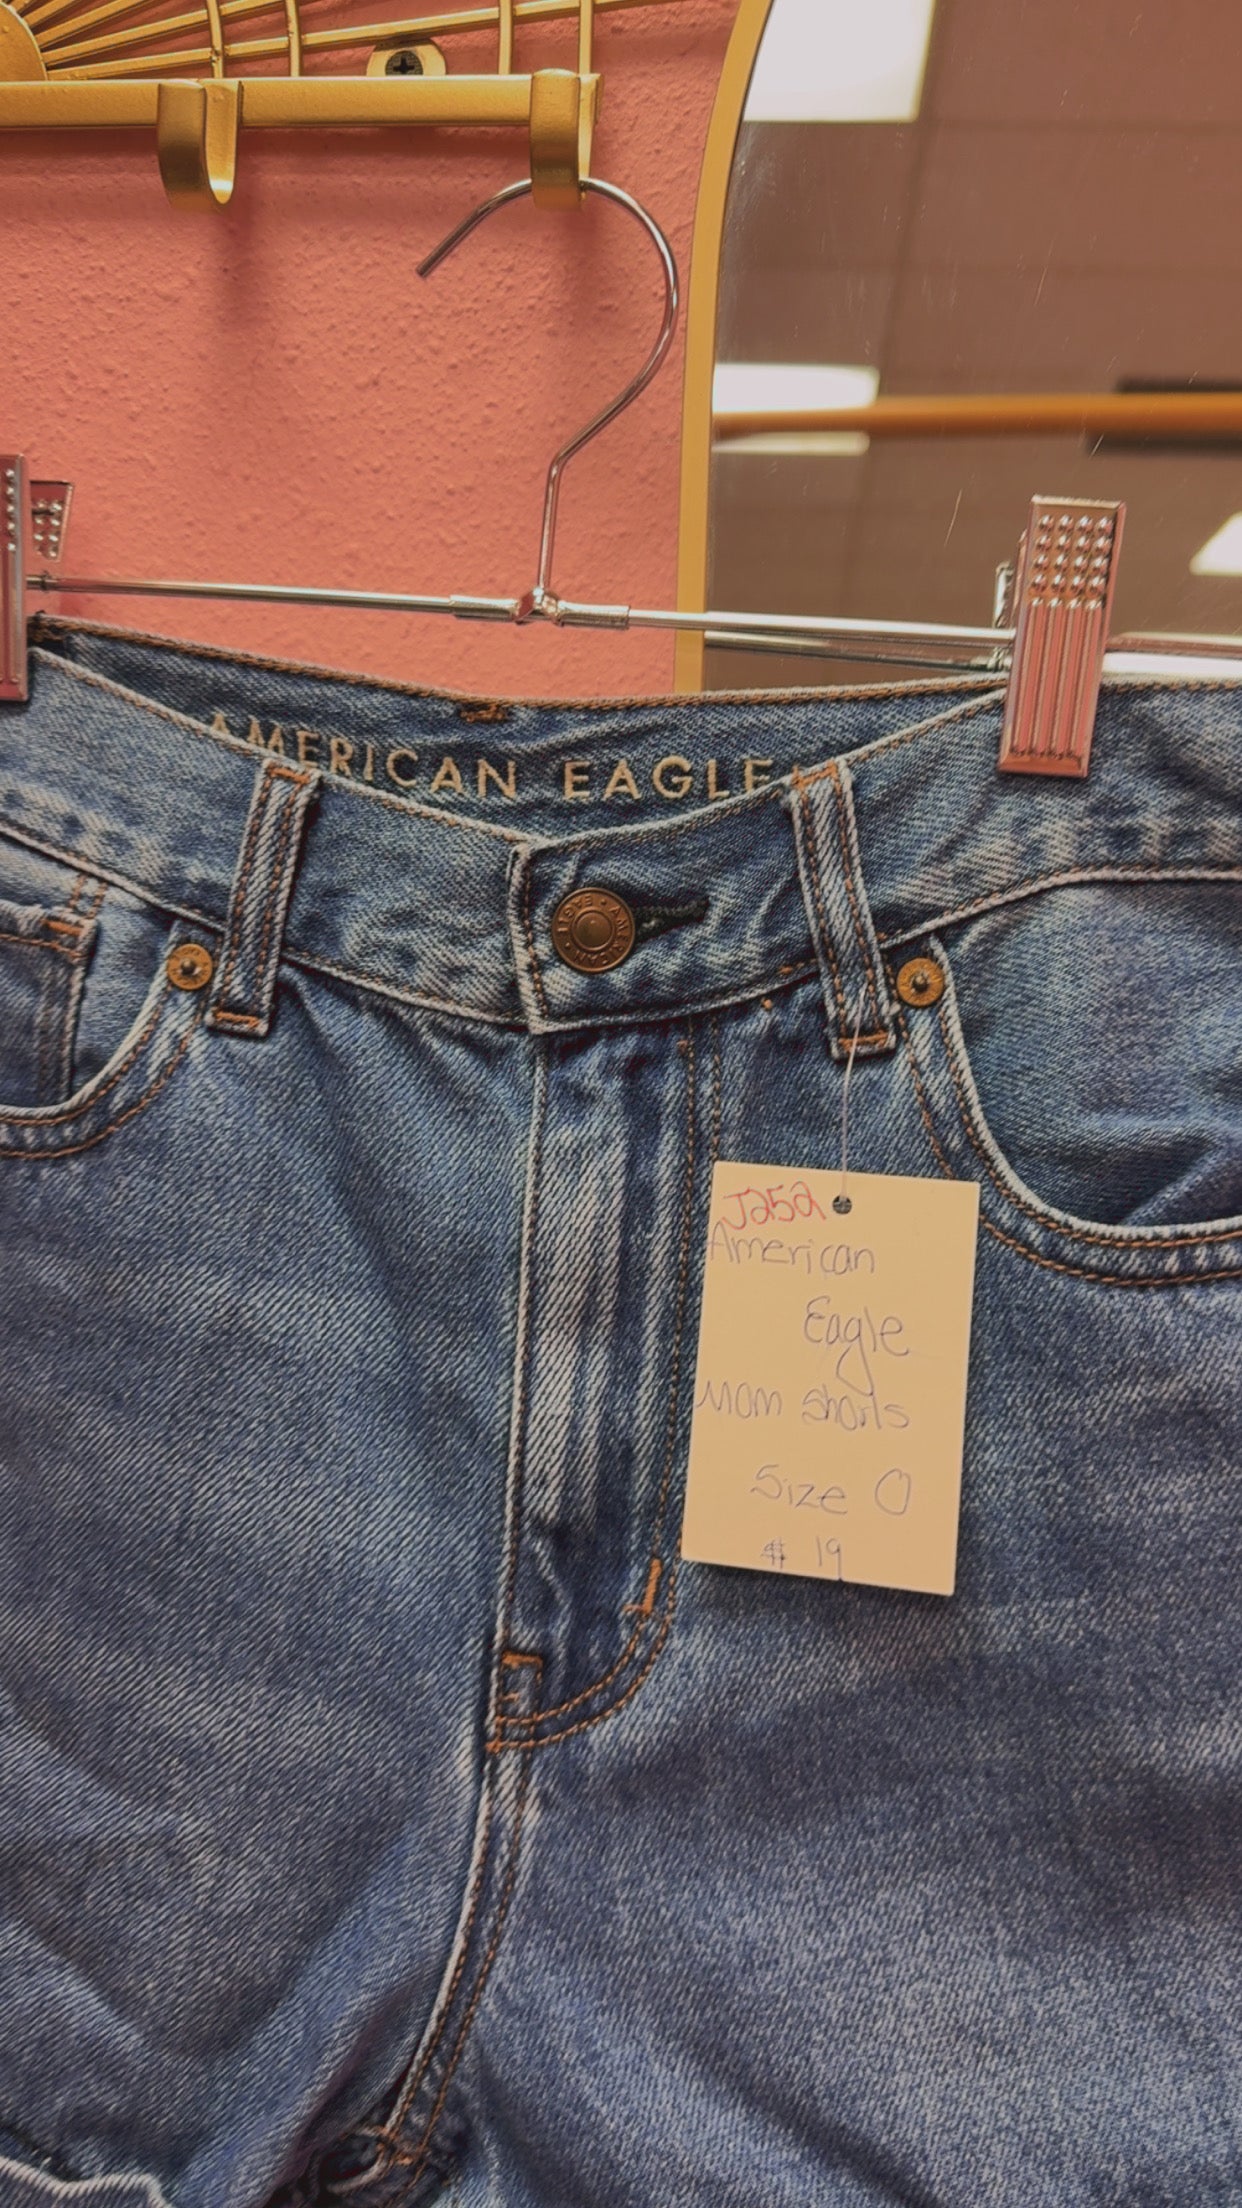 AMERICAN EAGLE
AMERICAN EAGLE
J252
American
Eagle
Mom shorts
Size 0
$ 19